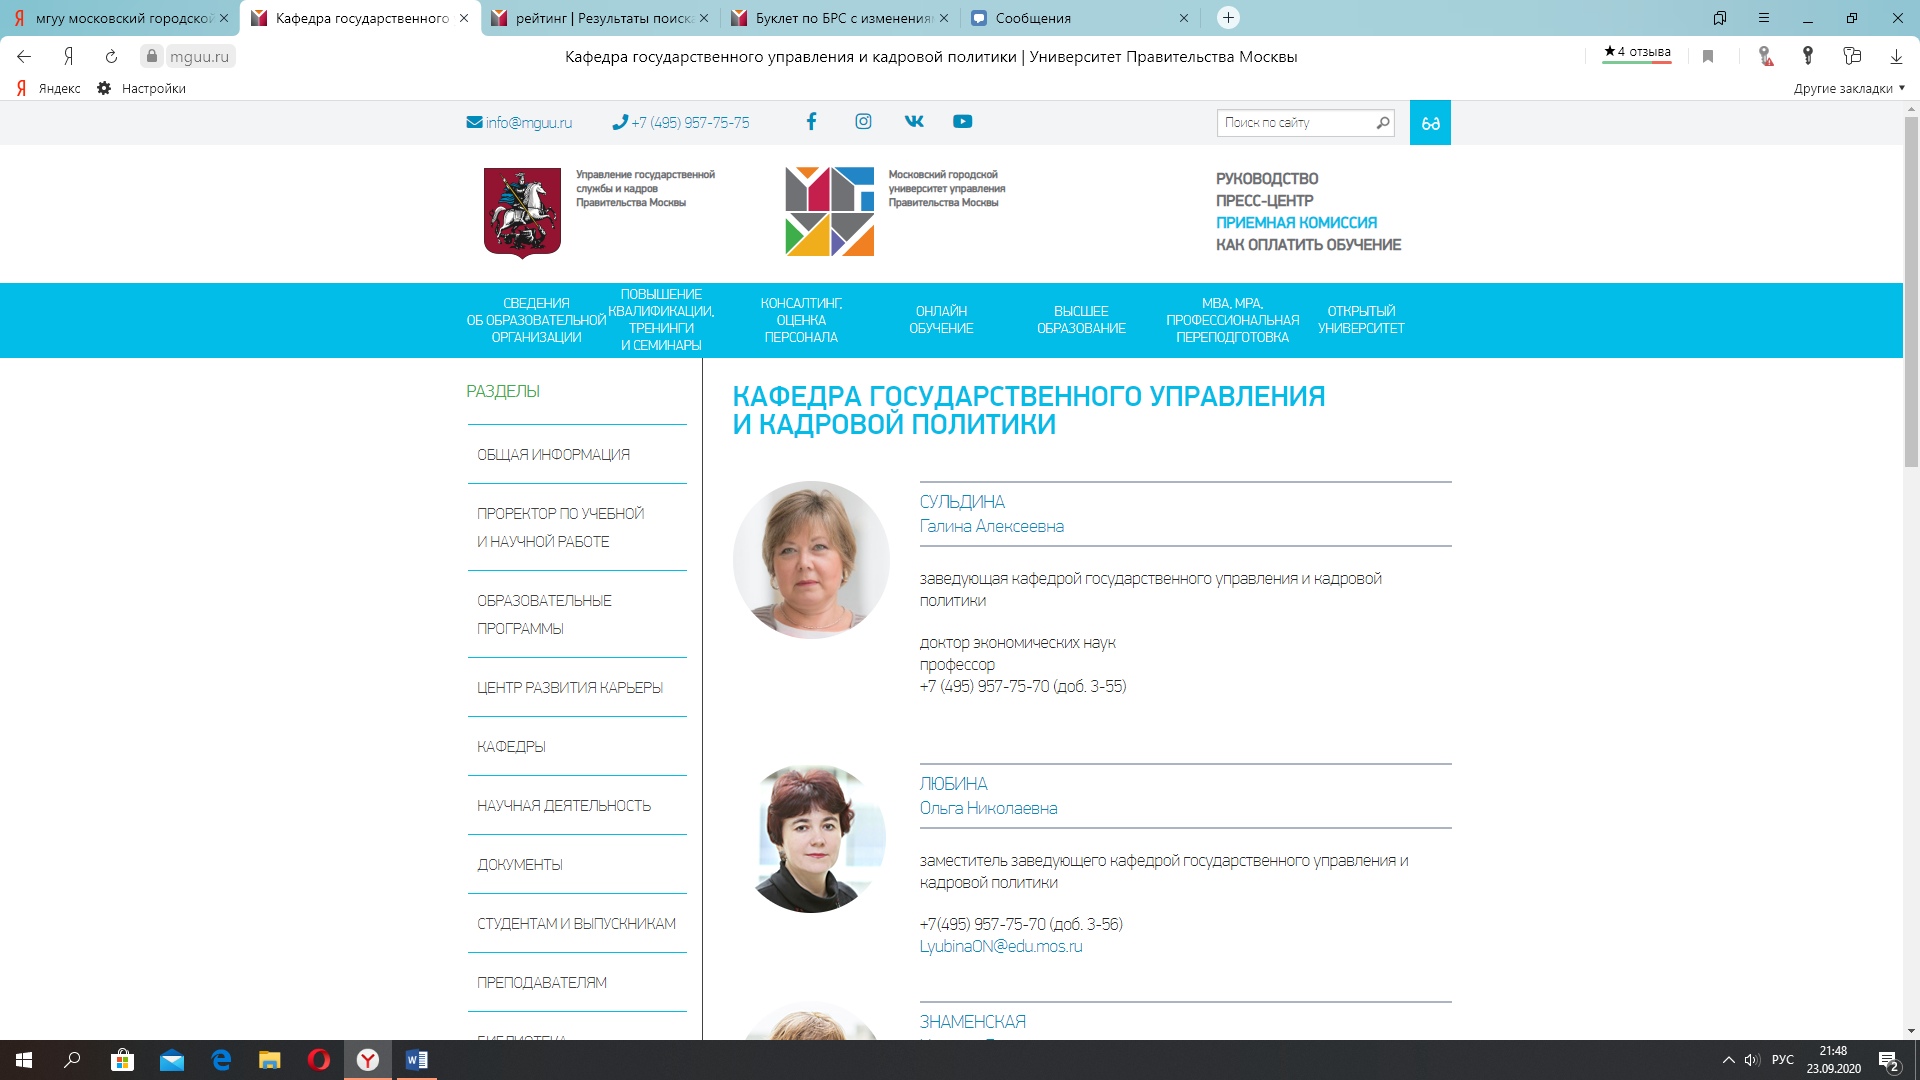 мгуу московский городской
Кафедра государственного
рейтинг | Результаты поиска
Буклет по БРС с изменениям
Сообщения
mguu.ru
Кафедра государственного управления и кадровой политики | Университет Правительства Москвы
★4 отзыва
Яндекс
Настройки
Другие закладки
info@mguu.ru
+7 (495) 957-75-75
Поиск по сайту
Управление государственной
службы и кадров
Правительства Москвы
Московский городской
университет управления
Правительства Москвы
РУКОВОДСТВО
ПРЕСС-ЦЕНТР
ПРИЕМНАЯ КОМИССИЯ
КАК ОПЛАТИТЬ ОБУЧЕНИЕ
СВЕДЕНИЯ
ОБ ОБРАЗОВАТЕЛЬНОЙ
ОРГАНИЗАЦИИ
ПОВЫШЕНИЕ
КВАЛИФИКАЦИИ,
ТРЕНИНГИ
И СЕМИНАРЫ
КОНСАЛТИНГ,
ОЦЕНКА
ПЕРСОНАЛА
ОНЛАЙН
ОБУЧЕНИЕ
ВЫСШЕЕ
ОБРАЗОВАНИЕ
MBA, MPA,
ПРОФЕССИОНАЛЬНАЯ
ПЕРЕПОДГОТОВКА
ОТКРЫТЫЙ
УНИВЕРСИТЕТ
РАЗДЕЛЫ
ОБЩАЯ ИНФОРМАЦИЯ
ПРОРЕКТОР ПО УЧЕБНОЙ
И НАУЧНОЙ РАБОТЕ
ОБРАЗОВАТЕЛЬНЫЕ
ПРОГРАММЫ
ЦЕНТР РАЗВИТИЯ КАРЬЕРЫ
КАФЕДРЫ
НАУЧНАЯ ДЕЯТЕЛЬНОСТЬ
ДОКУМЕНТЫ
СТУДЕНТАМ И ВЫПУСКНИКАМ
ПРЕПОДАВАТЕЛЯМ
БИБЛИОТЕКА
КАФЕДРА ГОСУДАРСТВЕННОГО УПРАВЛЕНИЯ
И КАДРОВОЙ ПОЛИТИКИ
СУЛЬДИНА
Галина Алексеевна
заведующая кафедрой государственного управления и кадровой
политики
доктор экономических наук
профессор
+7 (495) 957-75-70 (доб. 3-55)
ЛЮБИНА
Ольга Николаевна
заместитель заведующего кафедрой государственного управления и
кадровой политики
+7(495) 957-75-70 (доб. 3-56)
LyubinaON@edu.mos.ru
ЗНАМЕНСКАЯ
РУС
21:48
23.09.2020
2